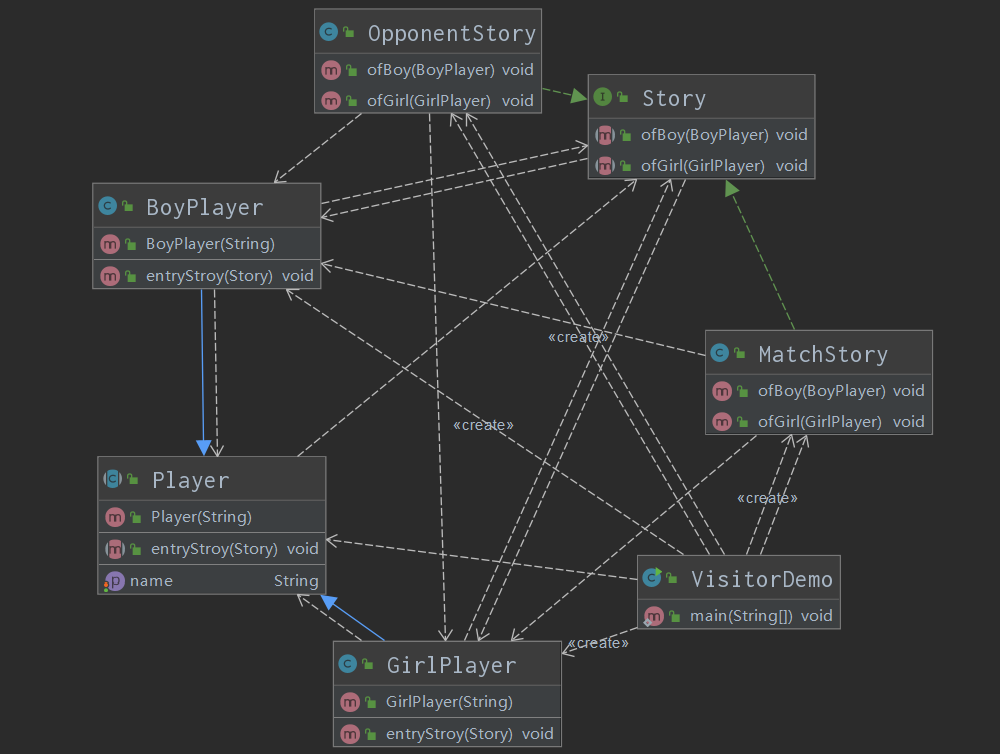 OpponentStory
ofBoy(BoyPlayer) void
ofGirl(GirlPlayer) void
Story
ofBoy(BoyPlayer) void
ofGirl(GirlPlayer) void
BoyPlayer
BoyPlayer(String)
entryStroy(Story) void
«create»
MatchStory
ofBoy(BoyPlayer) void
ofGirl(GirlPlayer) void
«create»
Player
Player(String)
entryStroy(Story) void
name String
«create»
VisitorDemo
main(String[]) void
«create»
GirlPlayer
GirlPlayer(String)
entryStroy(Story) void